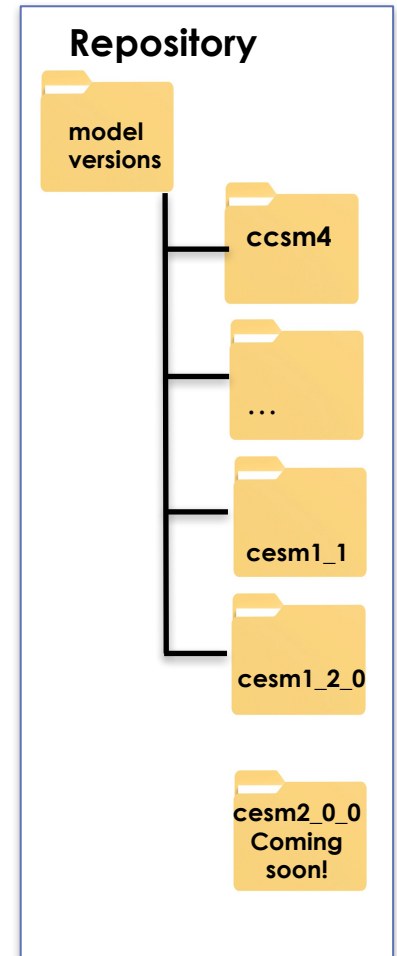 Repository
model
versions
ccsm4
...
cesm1_1
cesm1_2_0
cesm2_0_0
Coming
soon!